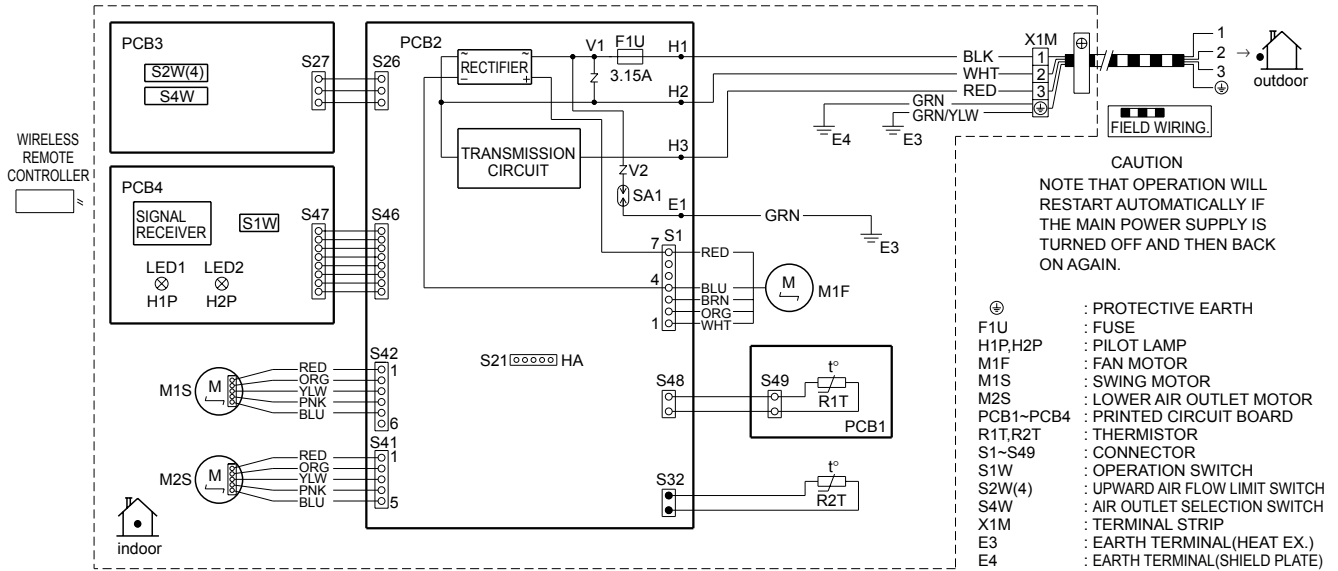 PCB3
S2W(4)
S4W
S27
S26
PCB2
RECTIFIER
~ ~
− +
V1
F1U
3.15A
Z
H1
H2
H3
BLK
WHT
RED
GRN
GRN/YLW
X1M
1
2
3
1
2
3
outdoor
E4
E3
FIELD WIRING.
WIRELESS
REMOTE
CONTROLLER
TRANSMISSION
CIRCUIT
Z V2
SA1
E1
GRN
E3
CAUTION
NOTE THAT OPERATION WILL
RESTART AUTOMATICALLY IF
THE MAIN POWER SUPPLY IS
TURNED OFF AND THEN BACK
ON AGAIN.
PCB4
SIGNAL
RECEIVER
S1W
LED1 LED2
H1P H2P
S47
S46
S1
7
4
1
RED
BLU
BRN
ORG
WHT
M
M1F
S21 HA
M1S
M
RED
ORG
YLW
PNK
BLU
S42
1
6
M2S
M
RED
ORG
YLW
PNK
BLU
S41
1
5
S48
S49
t°
R1T
PCB1
S32
t°
R2T
indoor
⏚ : PROTECTIVE EARTH
F1U : FUSE
H1P,H2P : PILOT LAMP
M1F : FAN MOTOR
M1S : SWING MOTOR
M2S : LOWER AIR OUTLET MOTOR
PCB1~PCB4 : PRINTED CIRCUIT BOARD
R1T,R2T : THERMISTOR
S1~S49 : CONNECTOR
S1W : OPERATION SWITCH
S2W(4) : UPWARD AIR FLOW LIMIT SWITCH
S4W : AIR OUTLET SELECTION SWITCH
X1M : TERMINAL STRIP
E3 : EARTH TERMINAL(HEAT EX.)
E4 : EARTH TERMINAL(SHIELD PLATE)